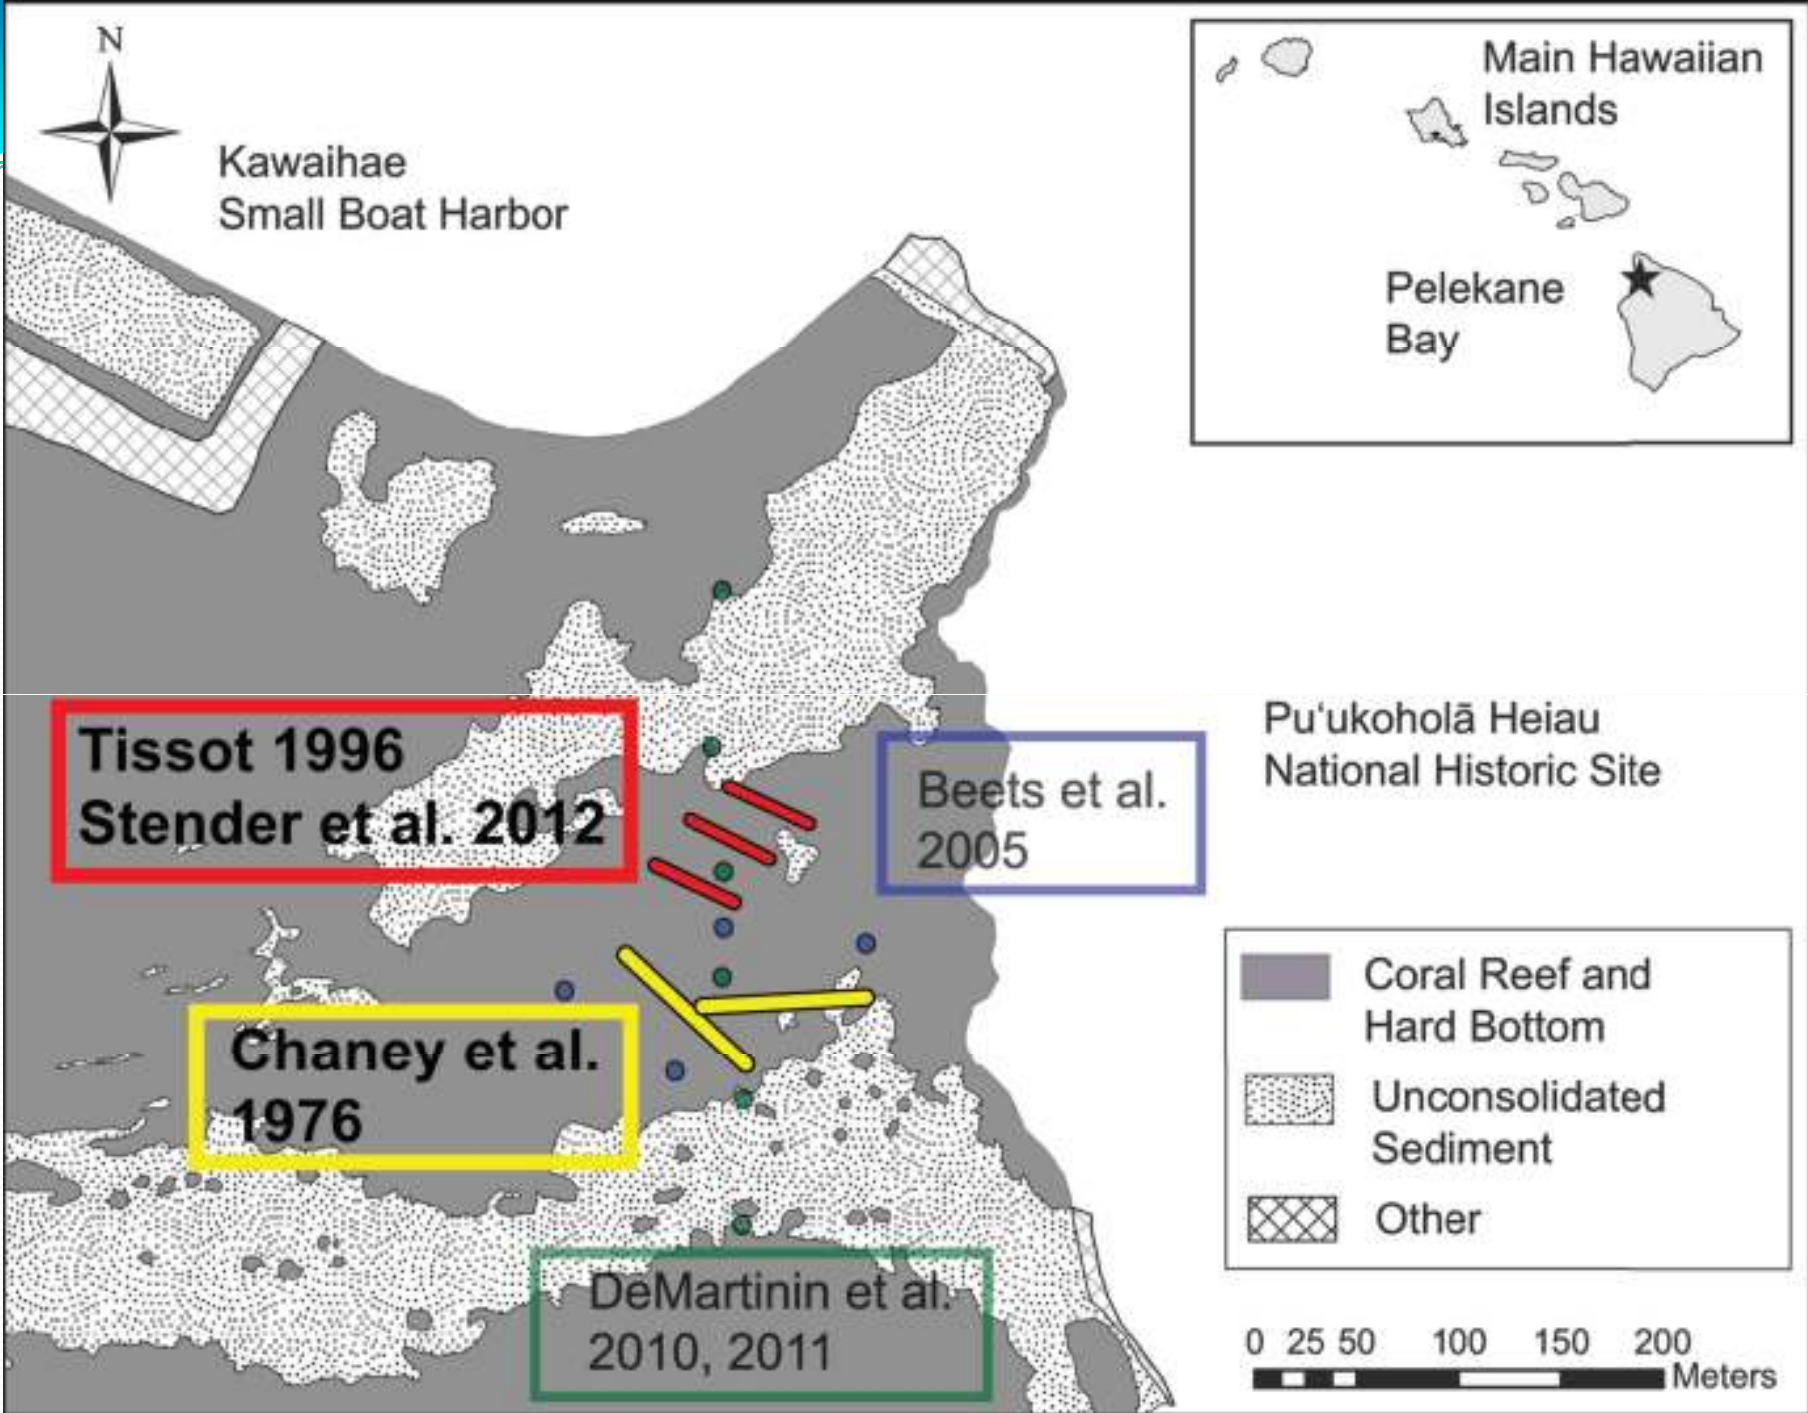 N
Kawaihae
Small Boat Harbor
Main Hawaiian
Islands
Pelekane
Bay
Tissot 1996
Stender et al. 2012
Beets et al.
2005
Pu‘ukoholā Heiau
National Historic Site
Chaney et al.
1976
DeMartinin et al.
2010, 2011
Coral Reef and
Hard Bottom
Unconsolidated
Sediment
Other
0 25 50 100 150 200
Meters